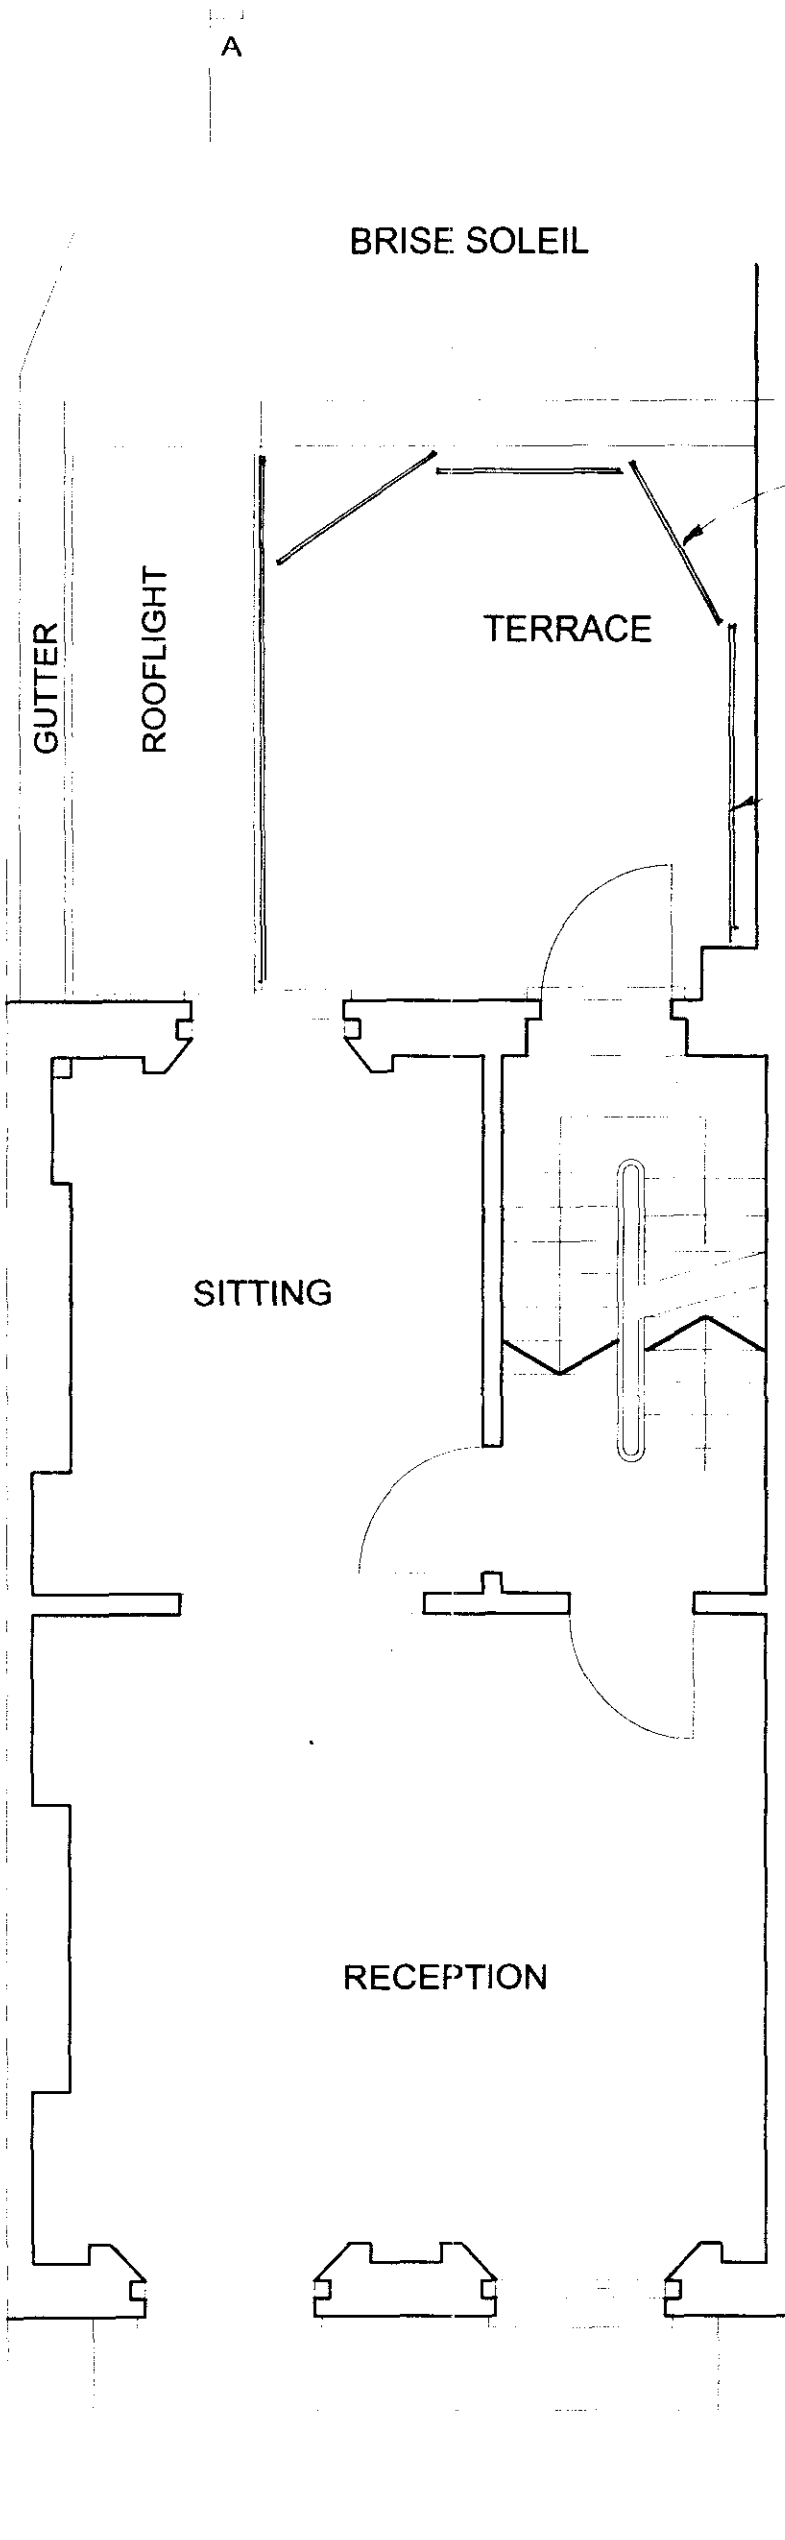 A
BRISE SOLEIL
GUTTER
ROOFLIGHT
TERRACE
SITTING
RECEPTION